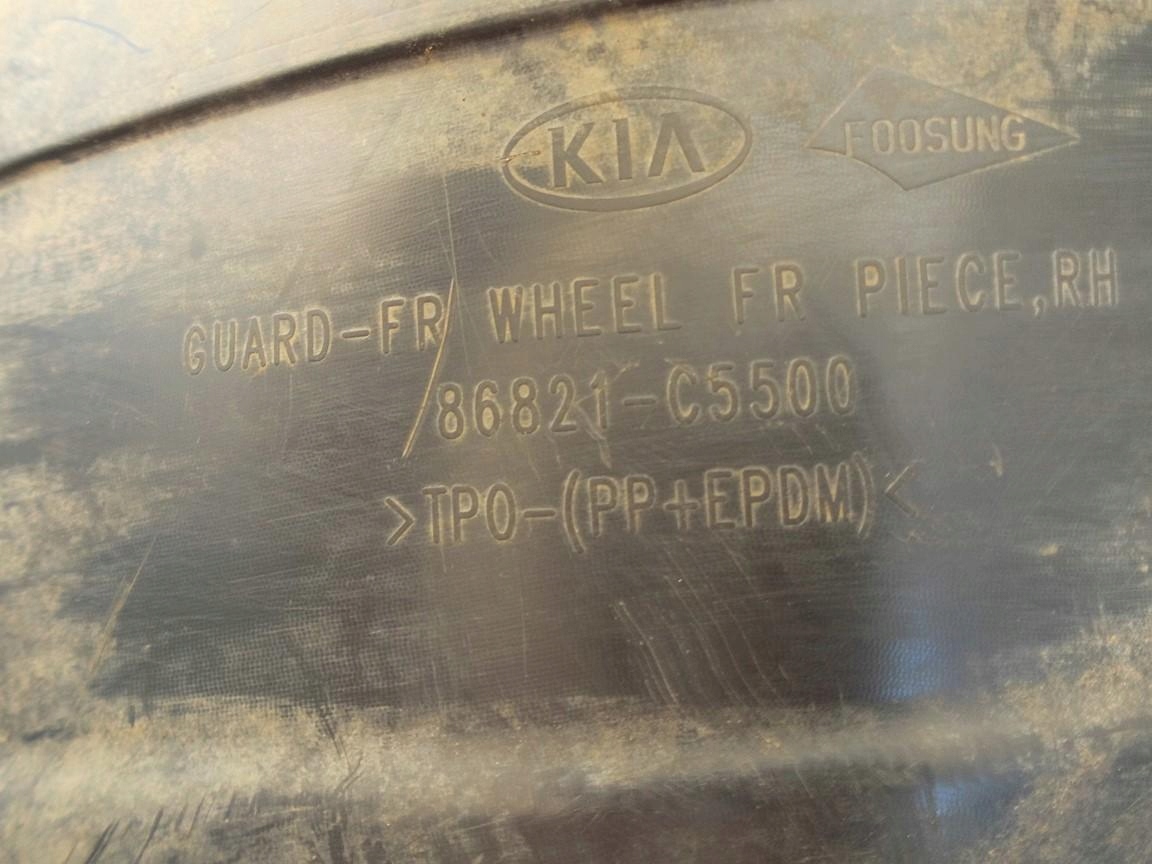 KIA FOOSUNG
GUARD-FR WHEEL FR PIECE,RH
86821-C5500
>TPO-(PP+EPDM)<